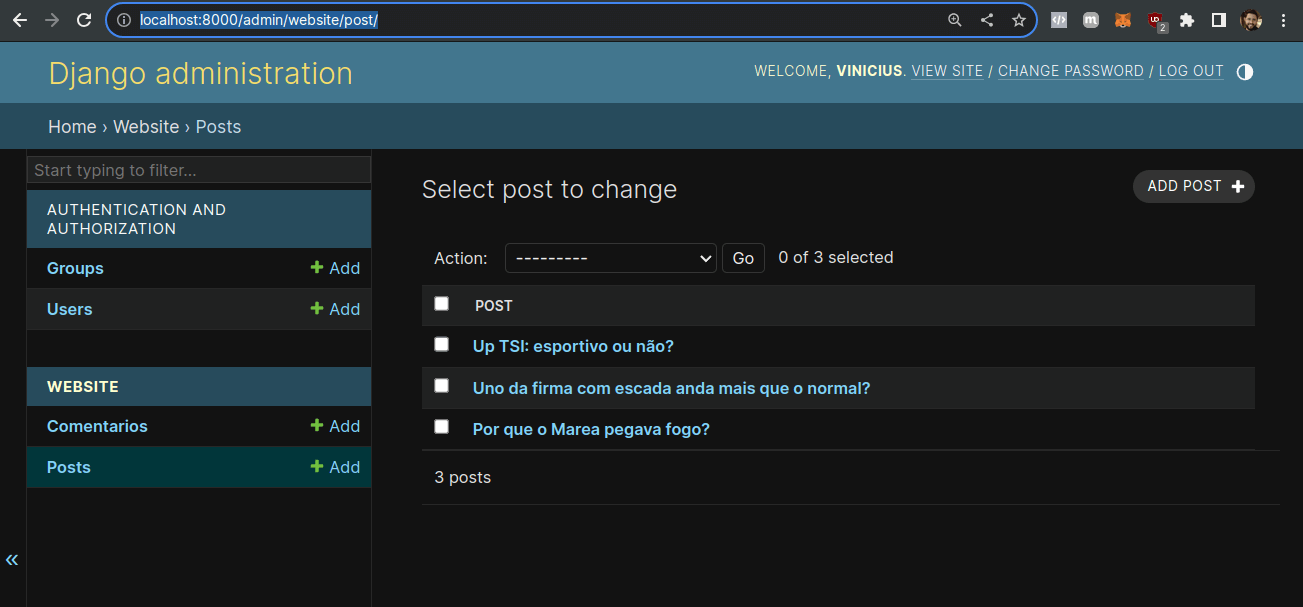 localhost:8000/admin/website/post/
2
Django administration
WELCOME, VINICIUS. VIEW SITE / CHANGE PASSWORD / LOG OUT
Home › Website › Posts
Start typing to filter...
AUTHENTICATION AND
AUTHORIZATION
Groups + Add
Users + Add
WEBSITE
Comentarios + Add
Posts + Add
«
Select post to change
ADD POST +
Action: --------- Go 0 of 3 selected
POST
Up TSI: esportivo ou não?
Uno da firma com escada anda mais que o normal?
Por que o Marea pegava fogo?
3 posts